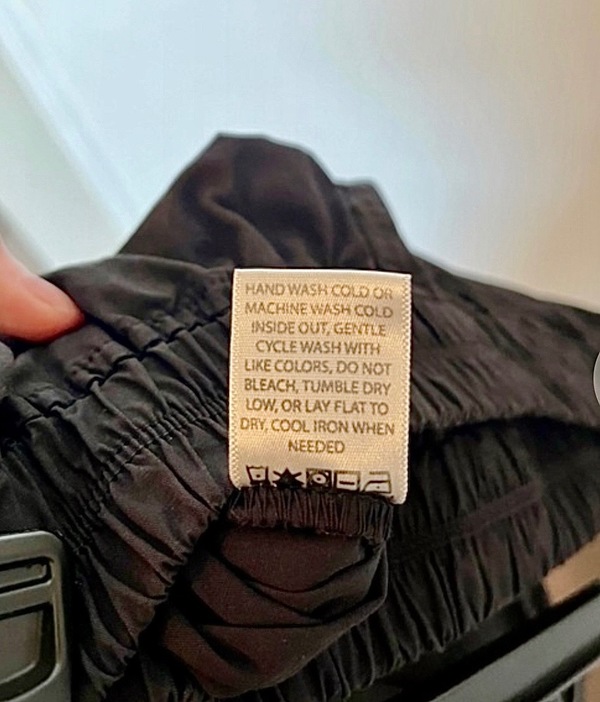 HAND WASH COLD OR
MACHINE WASH COLD
INSIDE OUT, GENTLE
CYCLE WASH WITH
LIKE COLORS, DO NOT
BLEACH, TUMBLE DRY
LOW, OR LAY FLAT TO
DRY, COOL IRON WHEN
NEEDED